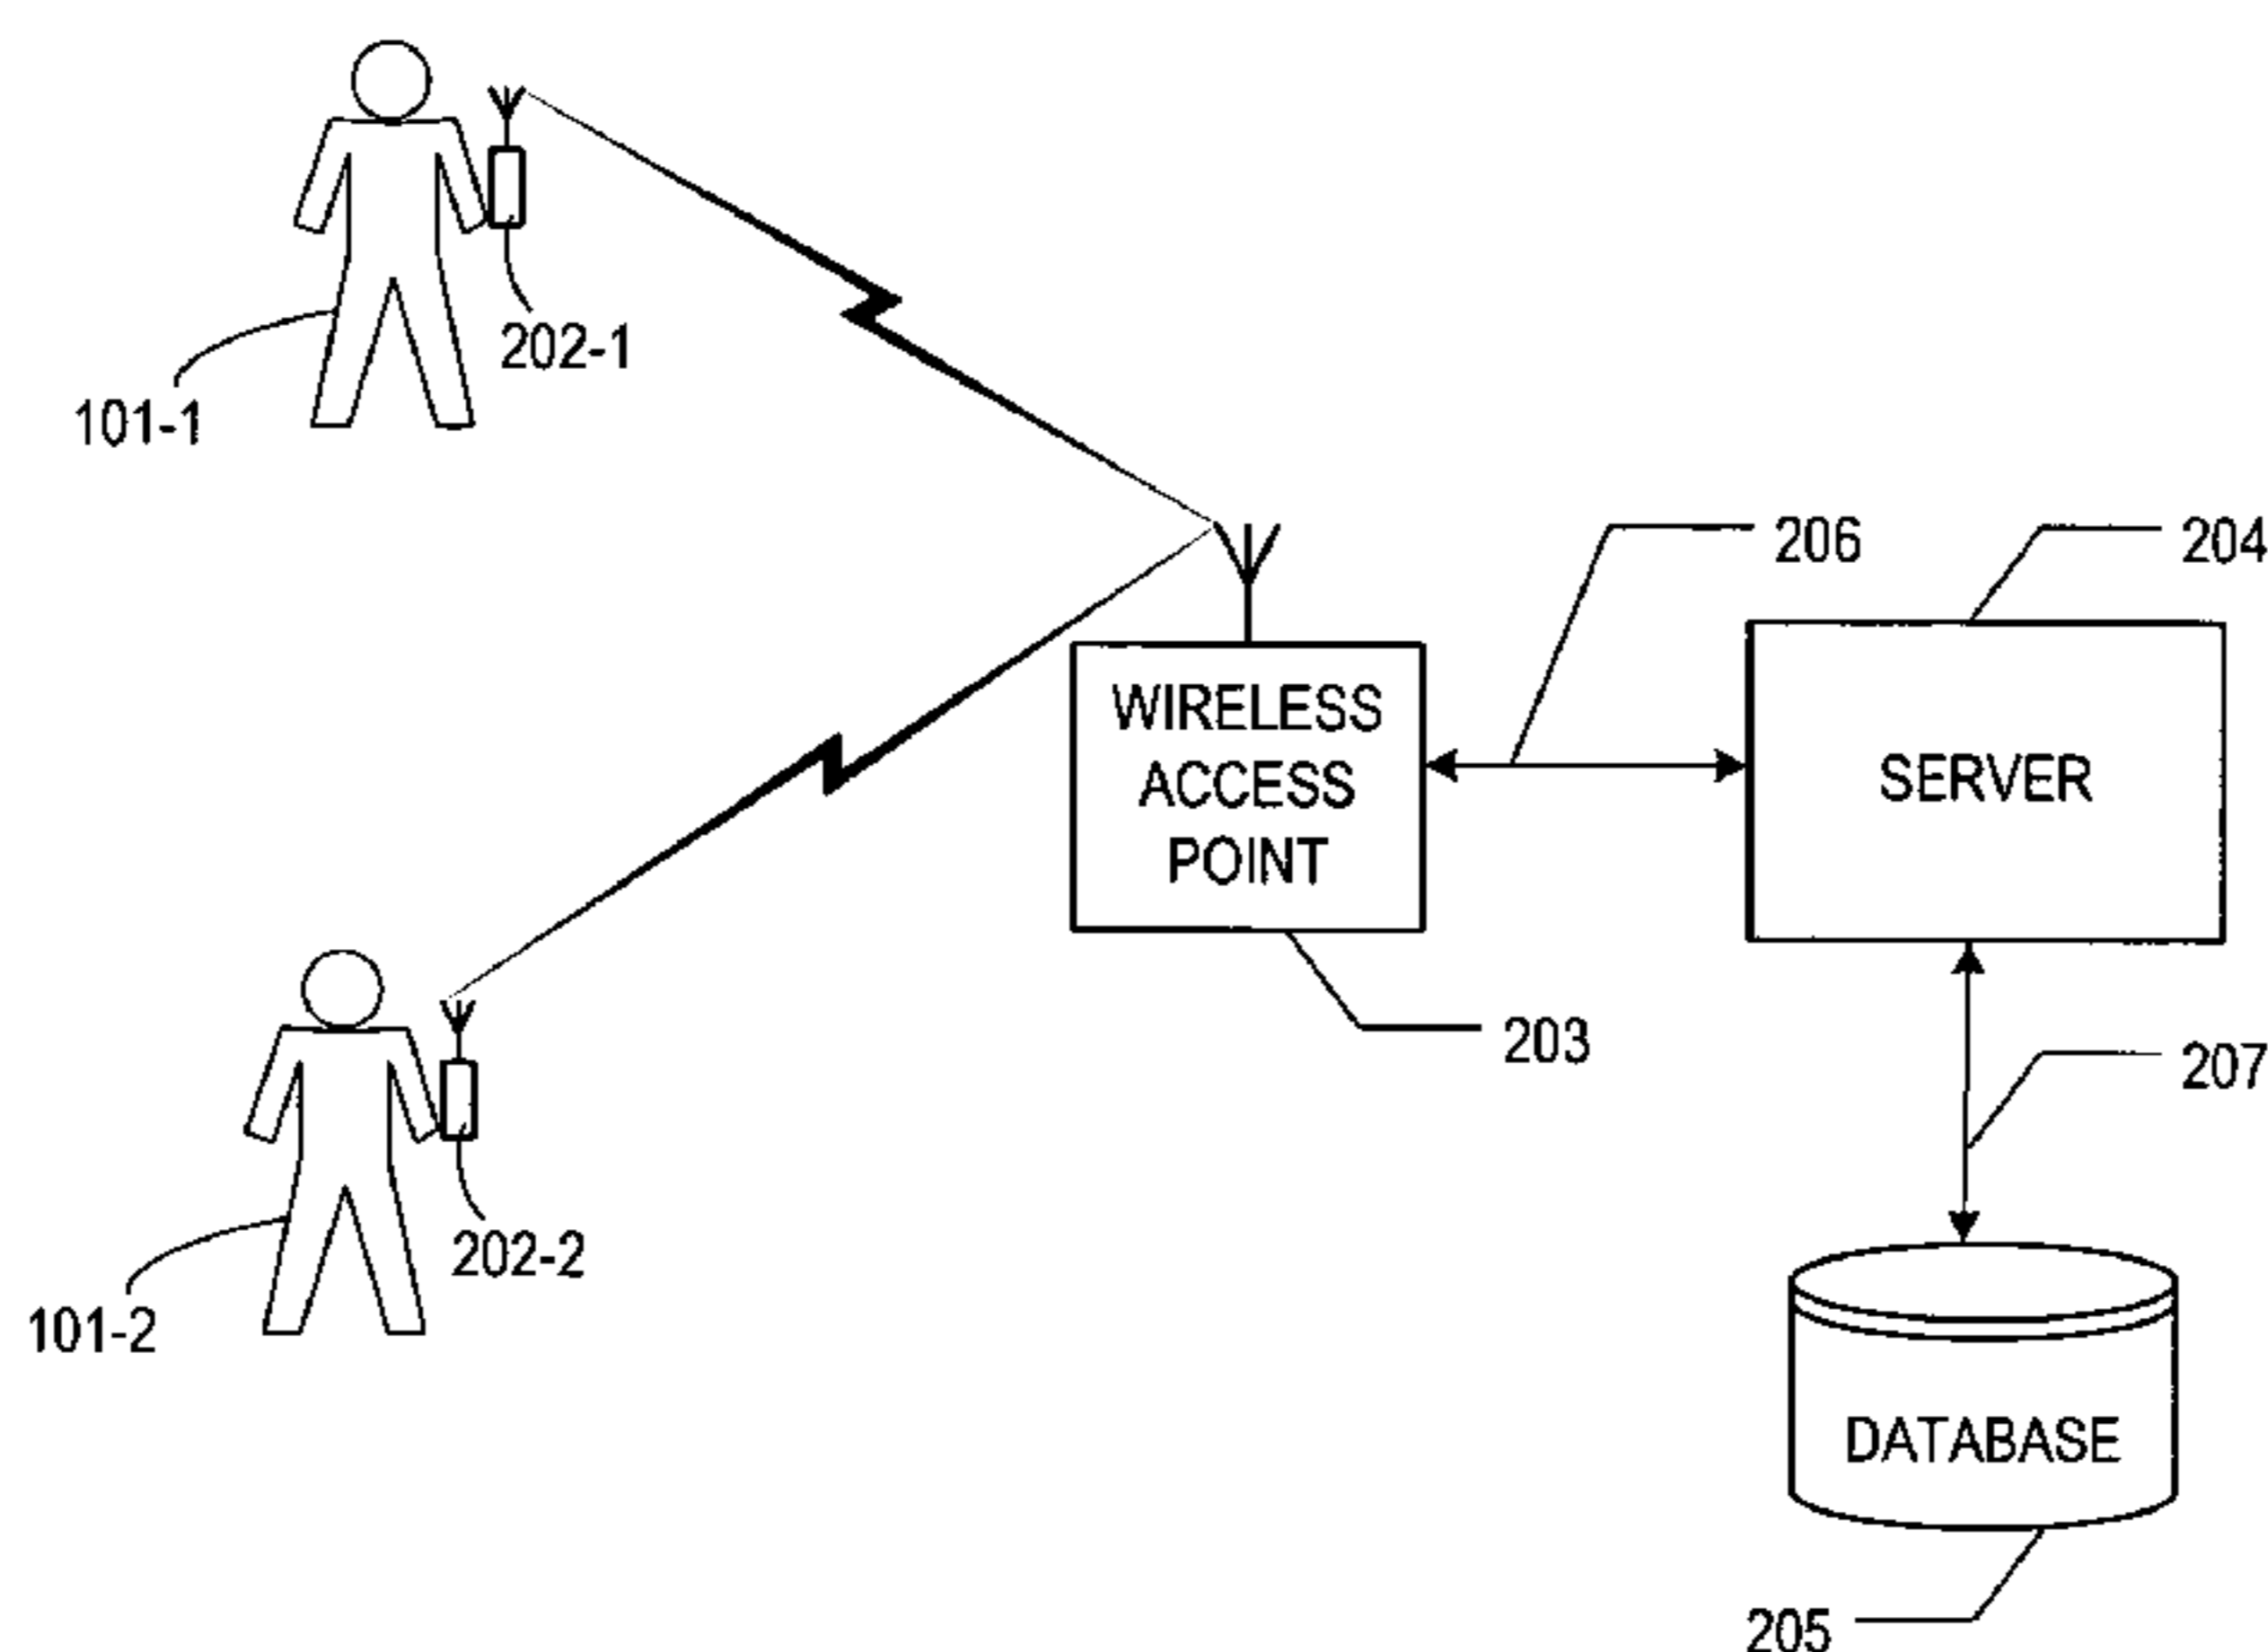 202-1
101-1
206
204
WIRELESS
ACCESS
POINT
SERVER
203
207
202-2
101-2
DATABASE
205